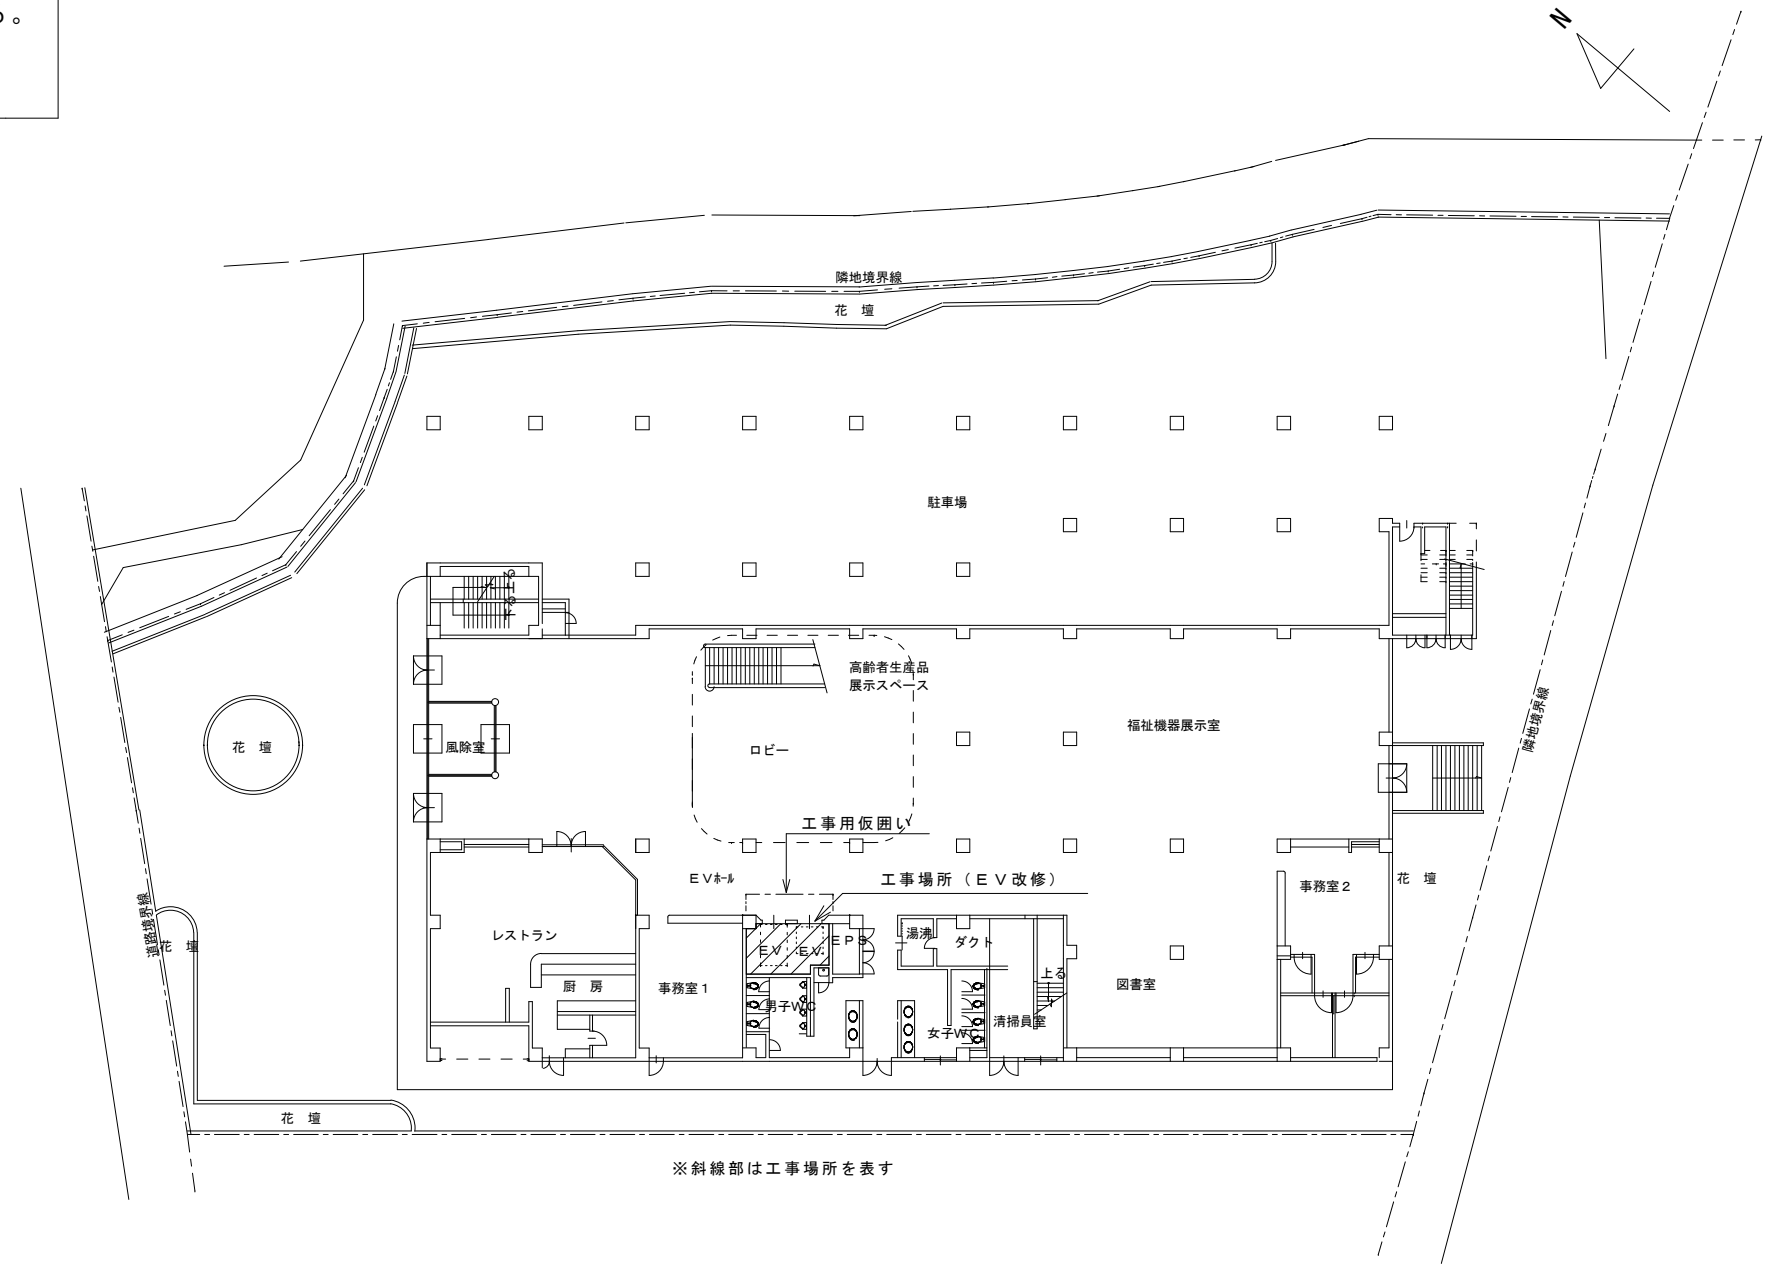 る。
N
隣地境界線
花 壇
駐車場
高齢者生産品
展示スペース
福祉機器展示室
隣地境界線
花 壇
風除室
ロビー
工事用仮囲い
EVホール
工事場所（ＥＶ改修）
事務室２
花 壇
道路境界線
花 壇
レストラン
EV
EV
ＥＰＳ
湯沸
ダクト
厨 房
事務室１
男子ＷＣ
上る
図書室
女子ＷＣ
清掃員室
花 壇
※斜線部は工事場所を表す